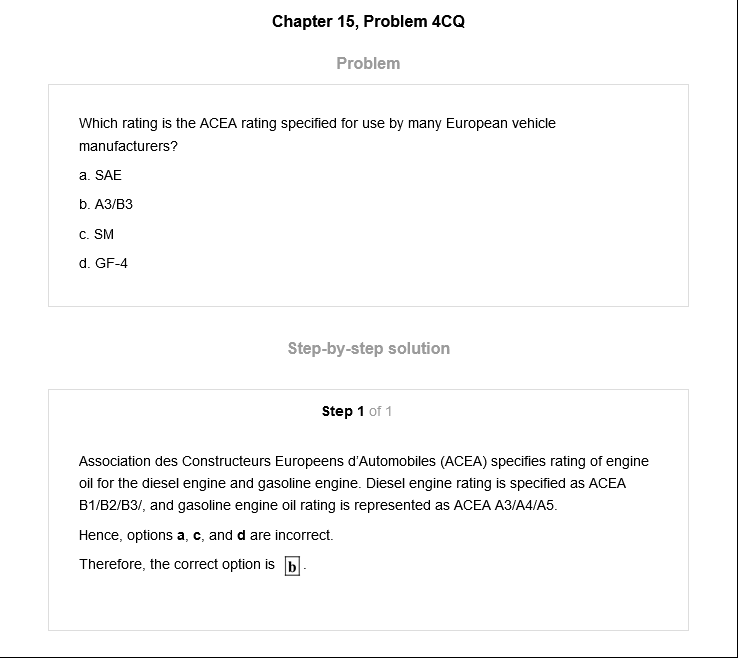 Chapter 15, Problem 4CQ
Problem
Which rating is the ACEA rating specified for use by many European vehicle
manufacturers?
a. SAE
b. A3/B3
c. SM
d. GF-4
Step-by-step solution
Step 1 of 1
Association des Constructeurs Europeens d'Automobiles (ACEA) specifies rating of engine
oil for the diesel engine and gasoline engine. Diesel engine rating is specified as ACEA
B1/B2/B3/, and gasoline engine oil rating is represented as ACEA A3/A4/A5.
Hence, options a, c, and d are incorrect.
Therefore, the correct option is b.